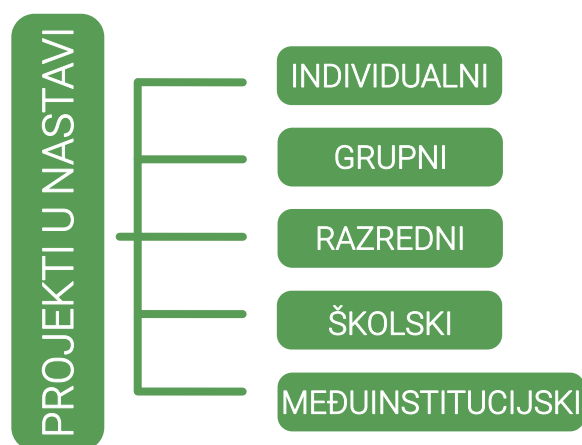 PROJEKTI U NASTAVI
INDIVIDUALNI
GRUPNI
RAZREDNI
ŠKOLSKI
MEĐUINSTITUCIJSKI